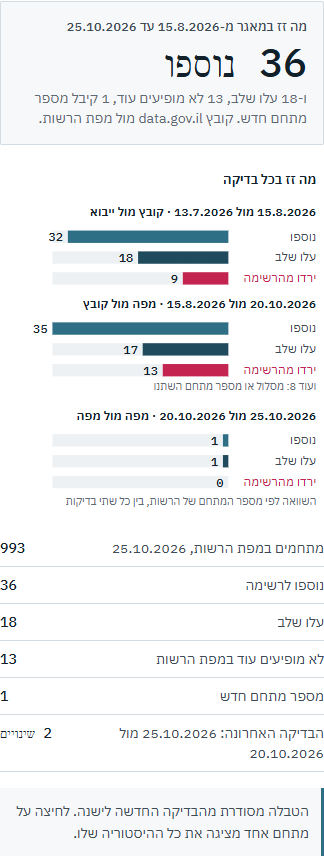 מה זז במאגר מ-15.8.2026 עד 25.10.2026
36 נוספו
ו-18 עלו שלב, 13 לא מופיעים עוד, 1 קיבל מספר
מתחם חדש. קובץ data.gov.il מול מפת הרשות.
מה זז בכל בדיקה
15.8.2026 מול 13.7.2026 · קובץ מול ייבוא
נוספו 32
עלו שלב 18
ירדו מהרשימה 9
20.10.2026 מול 15.8.2026 · מפה מול קובץ
נוספו 35
עלו שלב 17
ירדו מהרשימה 13
ועוד 8: מסלול או מספר מתחם השתנו
25.10.2026 מול 20.10.2026 · מפה מול מפה
נוספו 1
עלו שלב 1
ירדו מהרשימה 0
השוואה לפי מספר המתחם של הרשות, בין כל שתי בדיקות
מתחמים במפת הרשות, 25.10.2026 993
נוספו לרשימה 36
עלו שלב 18
לא מופיעים עוד במפת הרשות 13
מספר מתחם חדש 1
הבדיקה האחרונה: 25.10.2026 מול 2 שינויים
20.10.2026
הטבלה מסודרת מהבדיקה החדשה לישנה. לחיצה על
מתחם אחד מציגה את כל ההיסטוריה שלו.